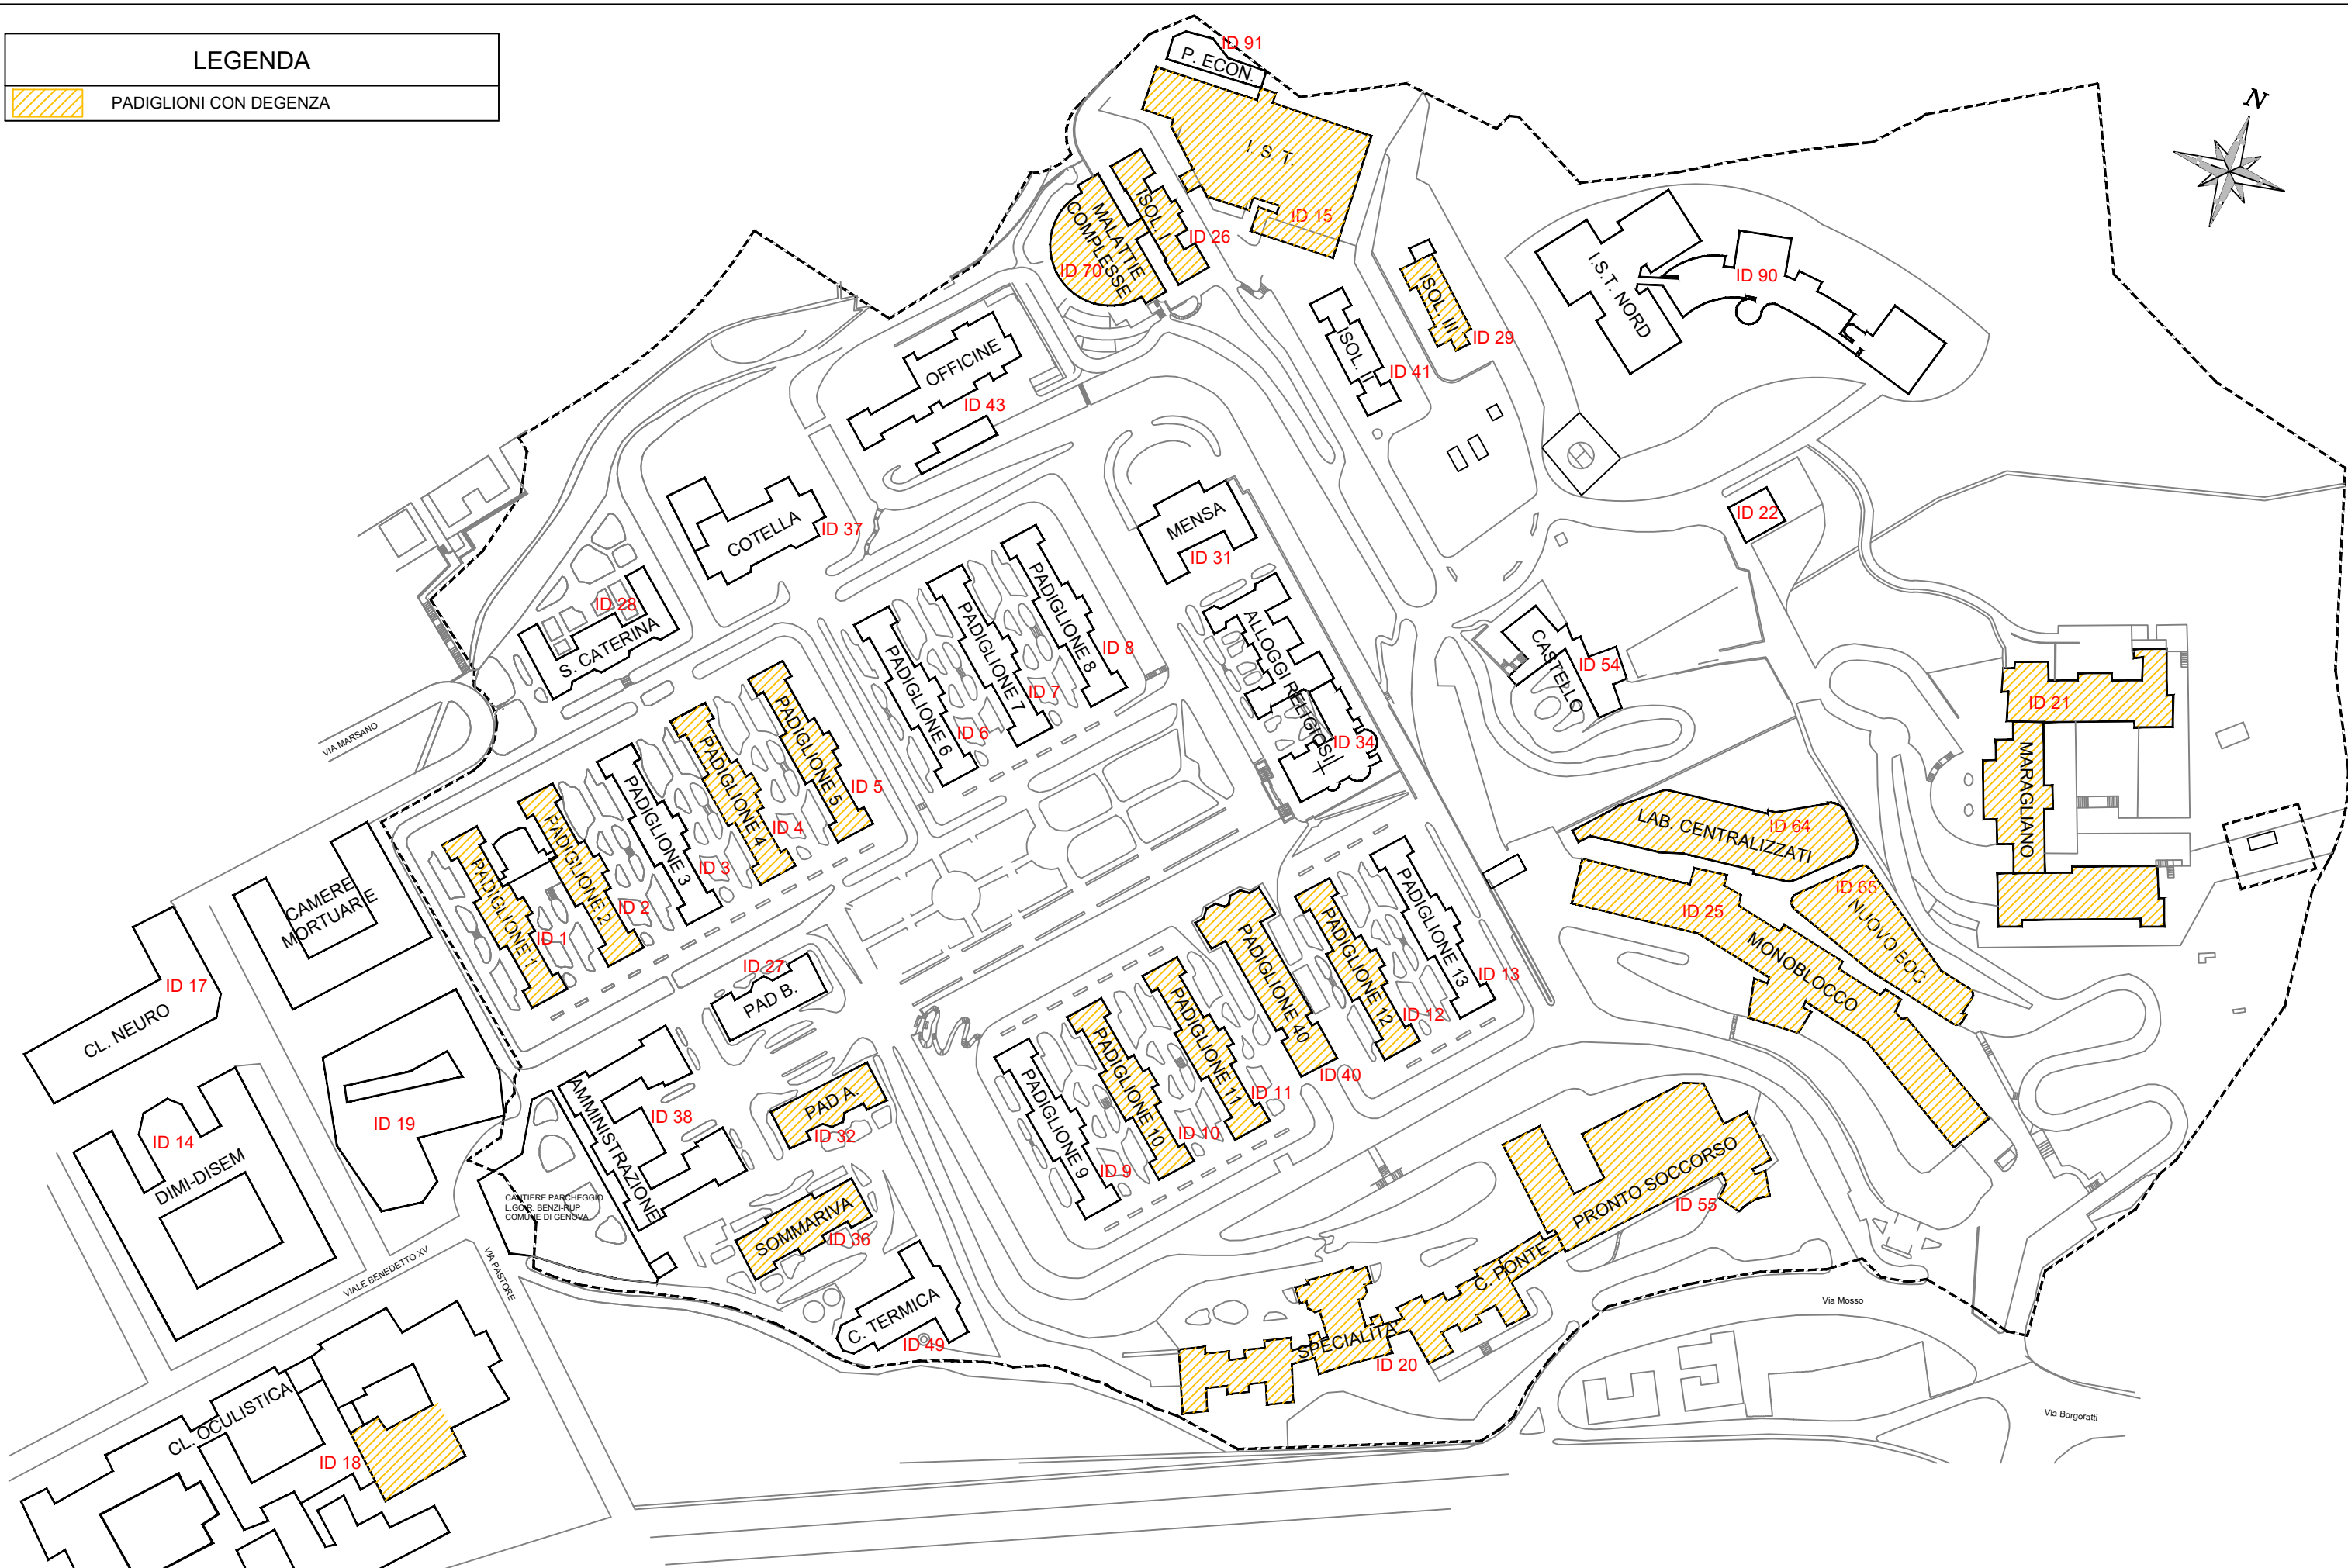 LEGENDA
PADIGLIONI CON DEGENZA
N
ID 91
P. ECON.
I. S. T.
ID 15
ISOL. I
ID 26
MALATTIE
COMPLESSE
ID 70
ISOL. III
ID 29
ISOL. II
ID 41
I.S.T. NORD
ID 90
OFFICINE
ID 43
COTELLA
ID 37
MENSA
ID 31
ID 22
ID 28
S. CATERINA
PADIGLIONE 8
ID 8
PADIGLIONE 7
ID 7
PADIGLIONE 6
ID 6
ALLOGGI RELIGIOSI
ID 34
CASTELLO
ID 54
ID 21
MARAGLIANO
VIA MARSANO
PADIGLIONE 5
ID 5
PADIGLIONE 4
ID 4
PADIGLIONE 3
ID 3
PADIGLIONE 2
ID 2
PADIGLIONE 1
ID 1
LAB. CENTRALIZZATI
ID 64
ID 65
NUOVO BOC
ID 25
MONOBLOCCO
CAMERE
MORTUARIE
ID 17
CL. NEURO
ID 27
PAD B.
PADIGLIONE 13
ID 13
PADIGLIONE 12
ID 12
PADIGLIONE 40
ID 40
PADIGLIONE 11
ID 11
PADIGLIONE 10
ID 10
PADIGLIONE 9
ID 9
ID 19
ID 14
DIMI-DISEM
AMMINISTRAZIONE
ID 38
PAD A.
ID 32
CANTIERE PARCHEGGIO
L.GO R. BENZI-RUP
COMUNE DI GENOVA
SOMMARIVA
ID 36
PRONTO SOCCORSO
ID 55
C. PONTE
SPECIALITA'
ID 20
C. TERMICA
ID 49
VIALE BENEDETTO XV
VIA PASTORE
Via Mosso
Via Borgoratti
CL. OCULISTICA
ID 18